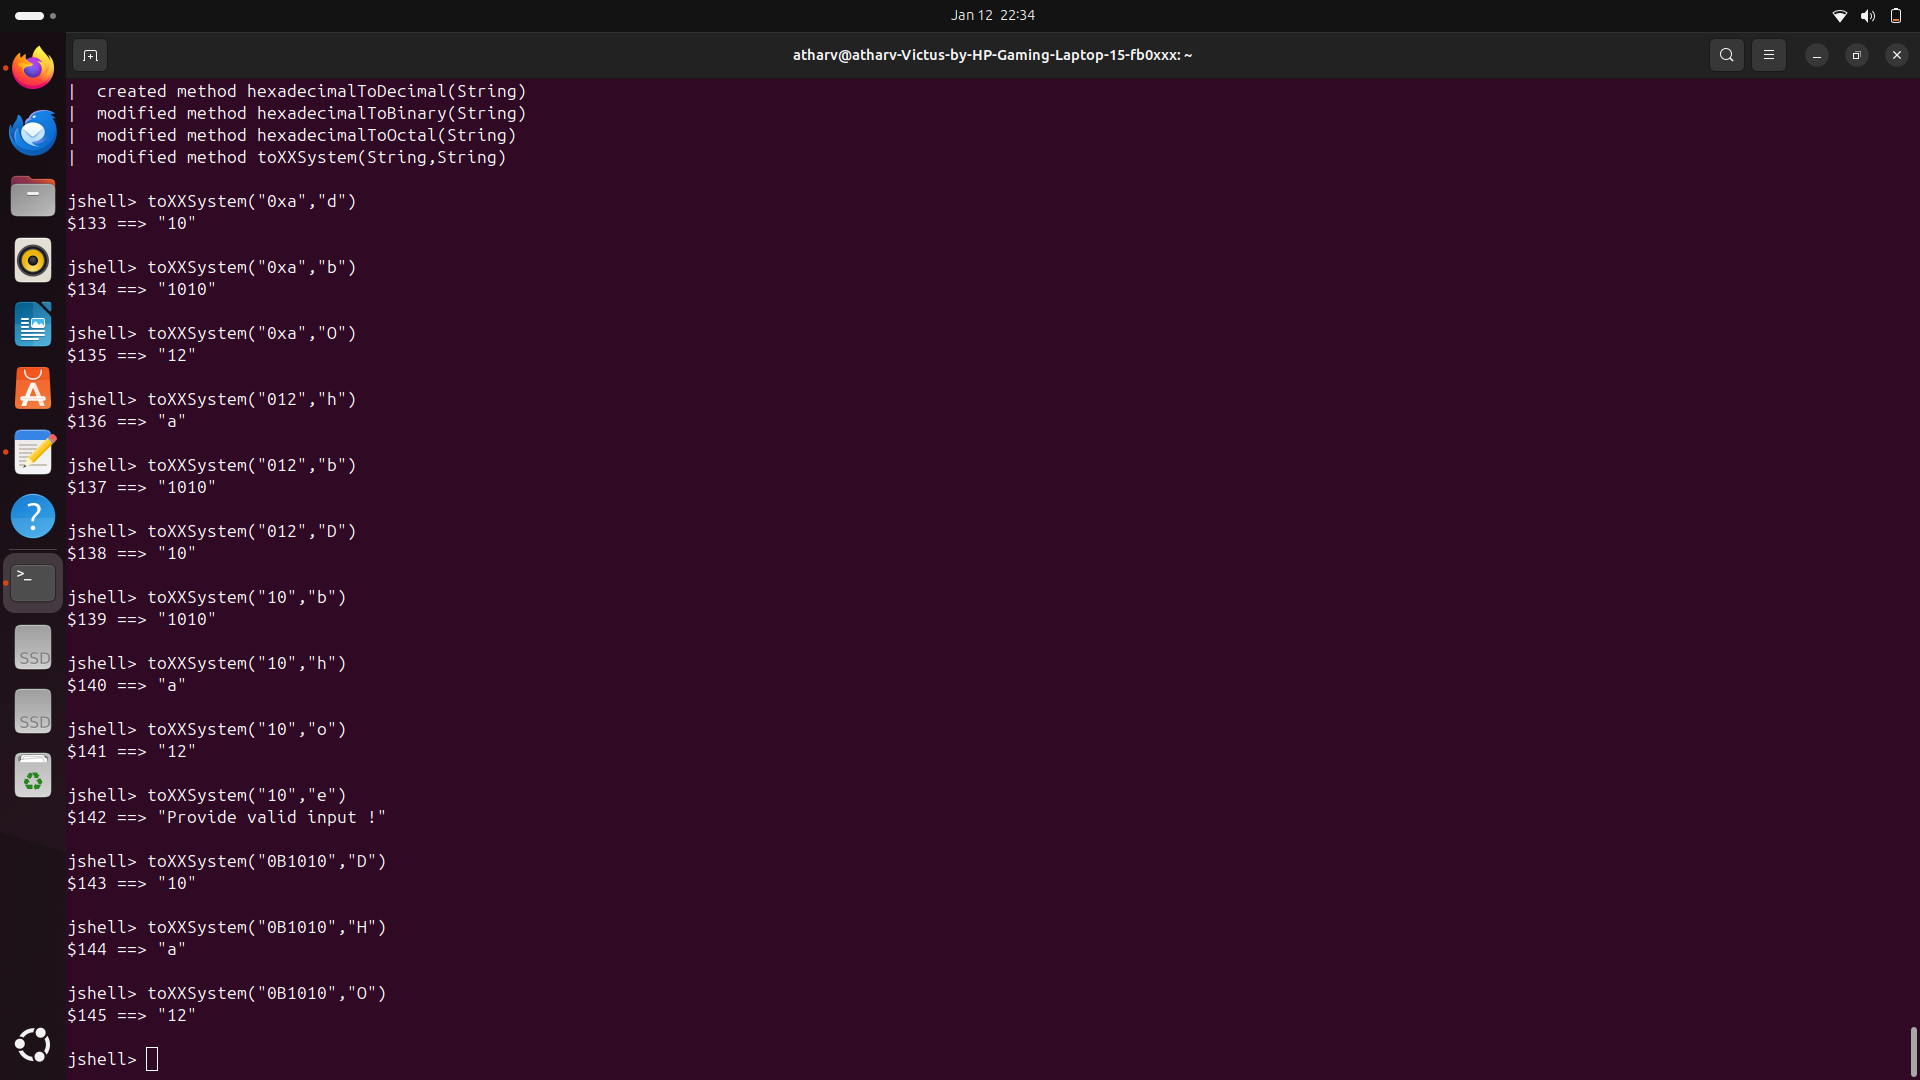 Jan 12 22:34
atharv@atharv-Victus-by-HP-Gaming-Laptop-15-fb0xxx: ~
| created method hexadecimalToDecimal(String)
| modified method hexadecimalToBinary(String)
| modified method hexadecimalToOctal(String)
| modified method toXXSystem(String,String)
jshell> toXXSystem("0xa","d")
$133 ==> "10"
jshell> toXXSystem("0xa","b")
$134 ==> "1010"
jshell> toXXSystem("0xa","O")
$135 ==> "12"
jshell> toXXSystem("012","h")
$136 ==> "a"
jshell> toXXSystem("012","b")
$137 ==> "1010"
jshell> toXXSystem("012","D")
$138 ==> "10"
jshell> toXXSystem("10","b")
$139 ==> "1010"
jshell> toXXSystem("10","h")
$140 ==> "a"
jshell> toXXSystem("10","o")
$141 ==> "12"
jshell> toXXSystem("10","e")
$142 ==> "Provide valid input !"
jshell> toXXSystem("0B1010","D")
$143 ==> "10"
jshell> toXXSystem("0B1010","H")
$144 ==> "a"
jshell> toXXSystem("0B1010","O")
$145 ==> "12"
jshell>
>_
SSD
SSD